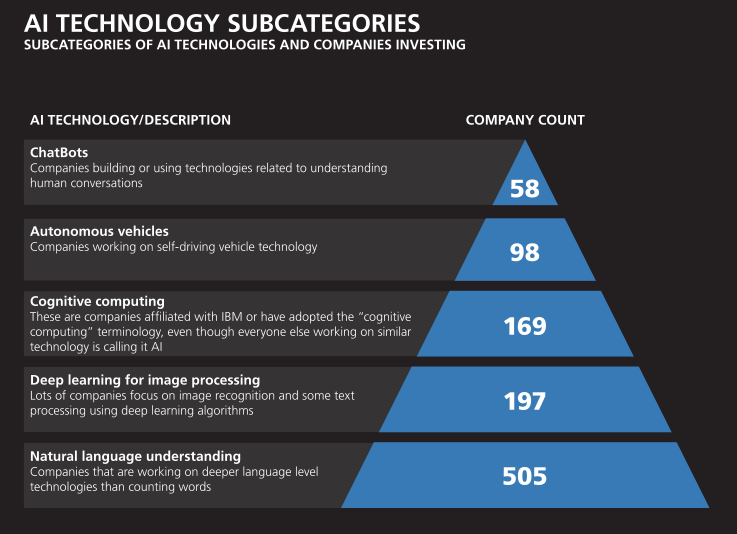 AI TECHNOLOGY SUBCATEGORIES
SUBCATEGORIES OF AI TECHNOLOGIES AND COMPANIES INVESTING
AI TECHNOLOGY/DESCRIPTION
COMPANY COUNT
ChatBots
Companies building or using technologies related to understanding
human conversations
58
Autonomous vehicles
Companies working on self-driving vehicle technology
98
Cognitive computing
These are companies affiliated with IBM or have adopted the “cognitive
computing” terminology, even though everyone else working on similar
technology is calling it AI
169
Deep learning for image processing
Lots of companies focus on image recognition and some text
processing using deep learning algorithms
197
Natural language understanding
Companies that are working on deeper language level
technologies than counting words
505